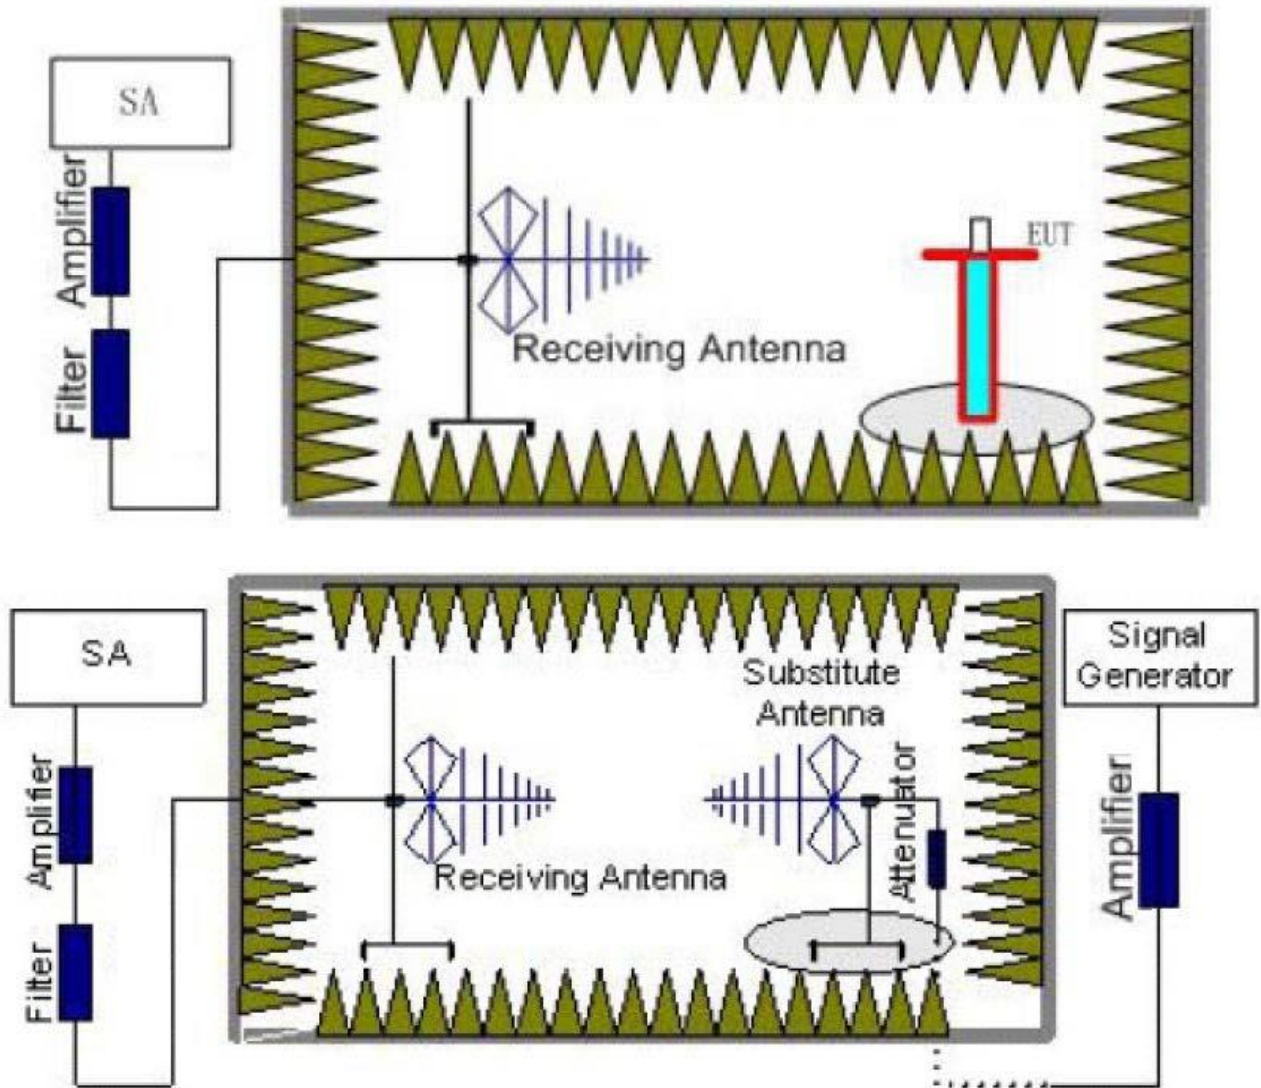 SA
Amplifier
Filter
Receiving Antenna
EUT
SA
Amplifier
Filter
Receiving Antenna
Substitute
Antenna
Attenuator
Signal
Generator
Amplifier